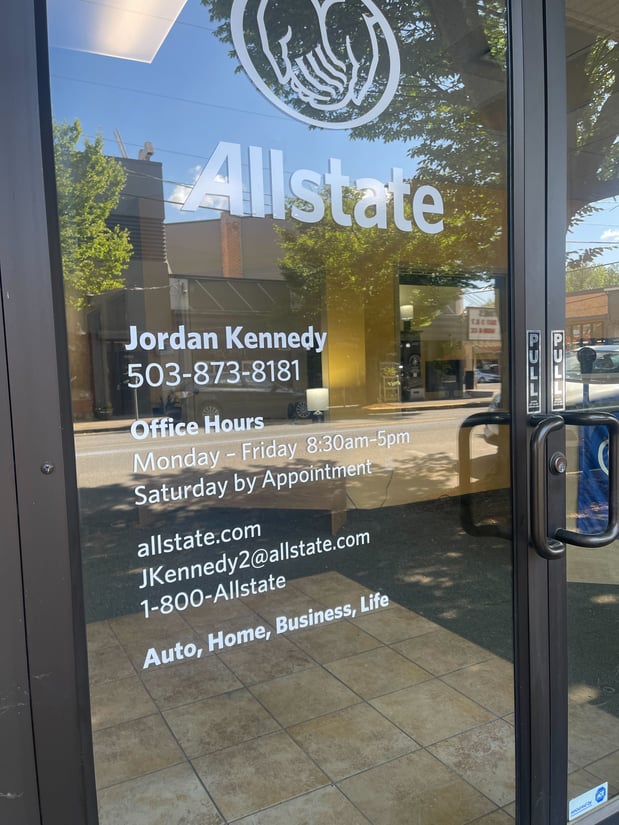 Allstate
Jordan Kennedy
503-873-8181
Office Hours
Monday – Friday 8:30am–5pm
Saturday by Appointment
allstate.com
JKennedy2@allstate.com
1-800-Allstate
Auto, Home, Business, Life
PULL
PULL